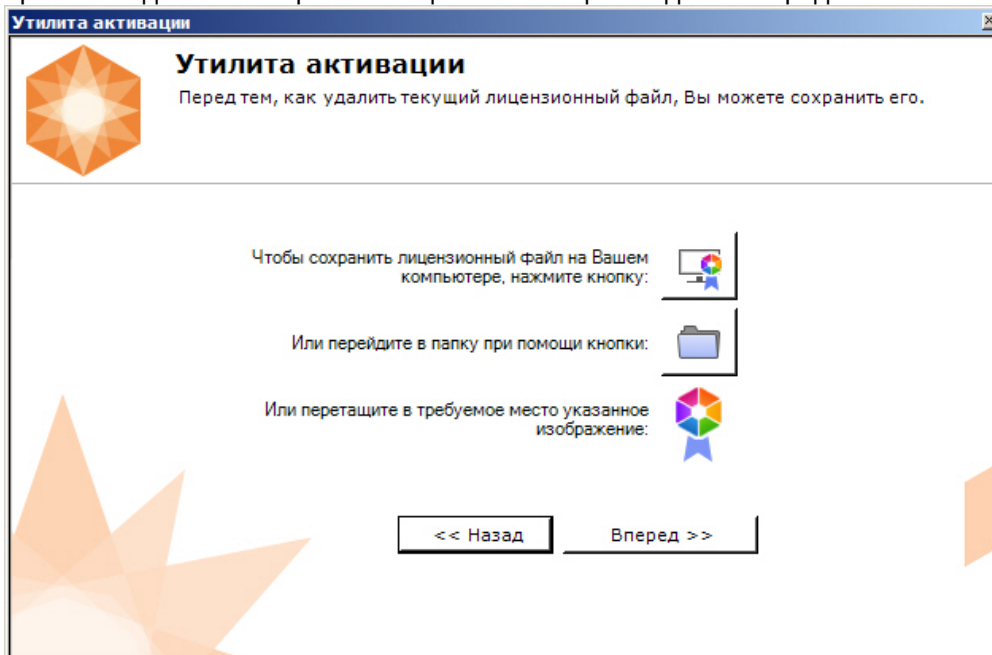 Утилита активации
Утилита активации
Перед тем, как удалить текущий лицензионный файл, Вы можете сохранить его.
Чтобы сохранить лицензионный файл на Вашем
компьютере, нажмите кнопку:
Или перейдите в папку при помощи кнопки:
Или перетащите в требуемое место указанное
изображение:
<< Назад
Вперед >>